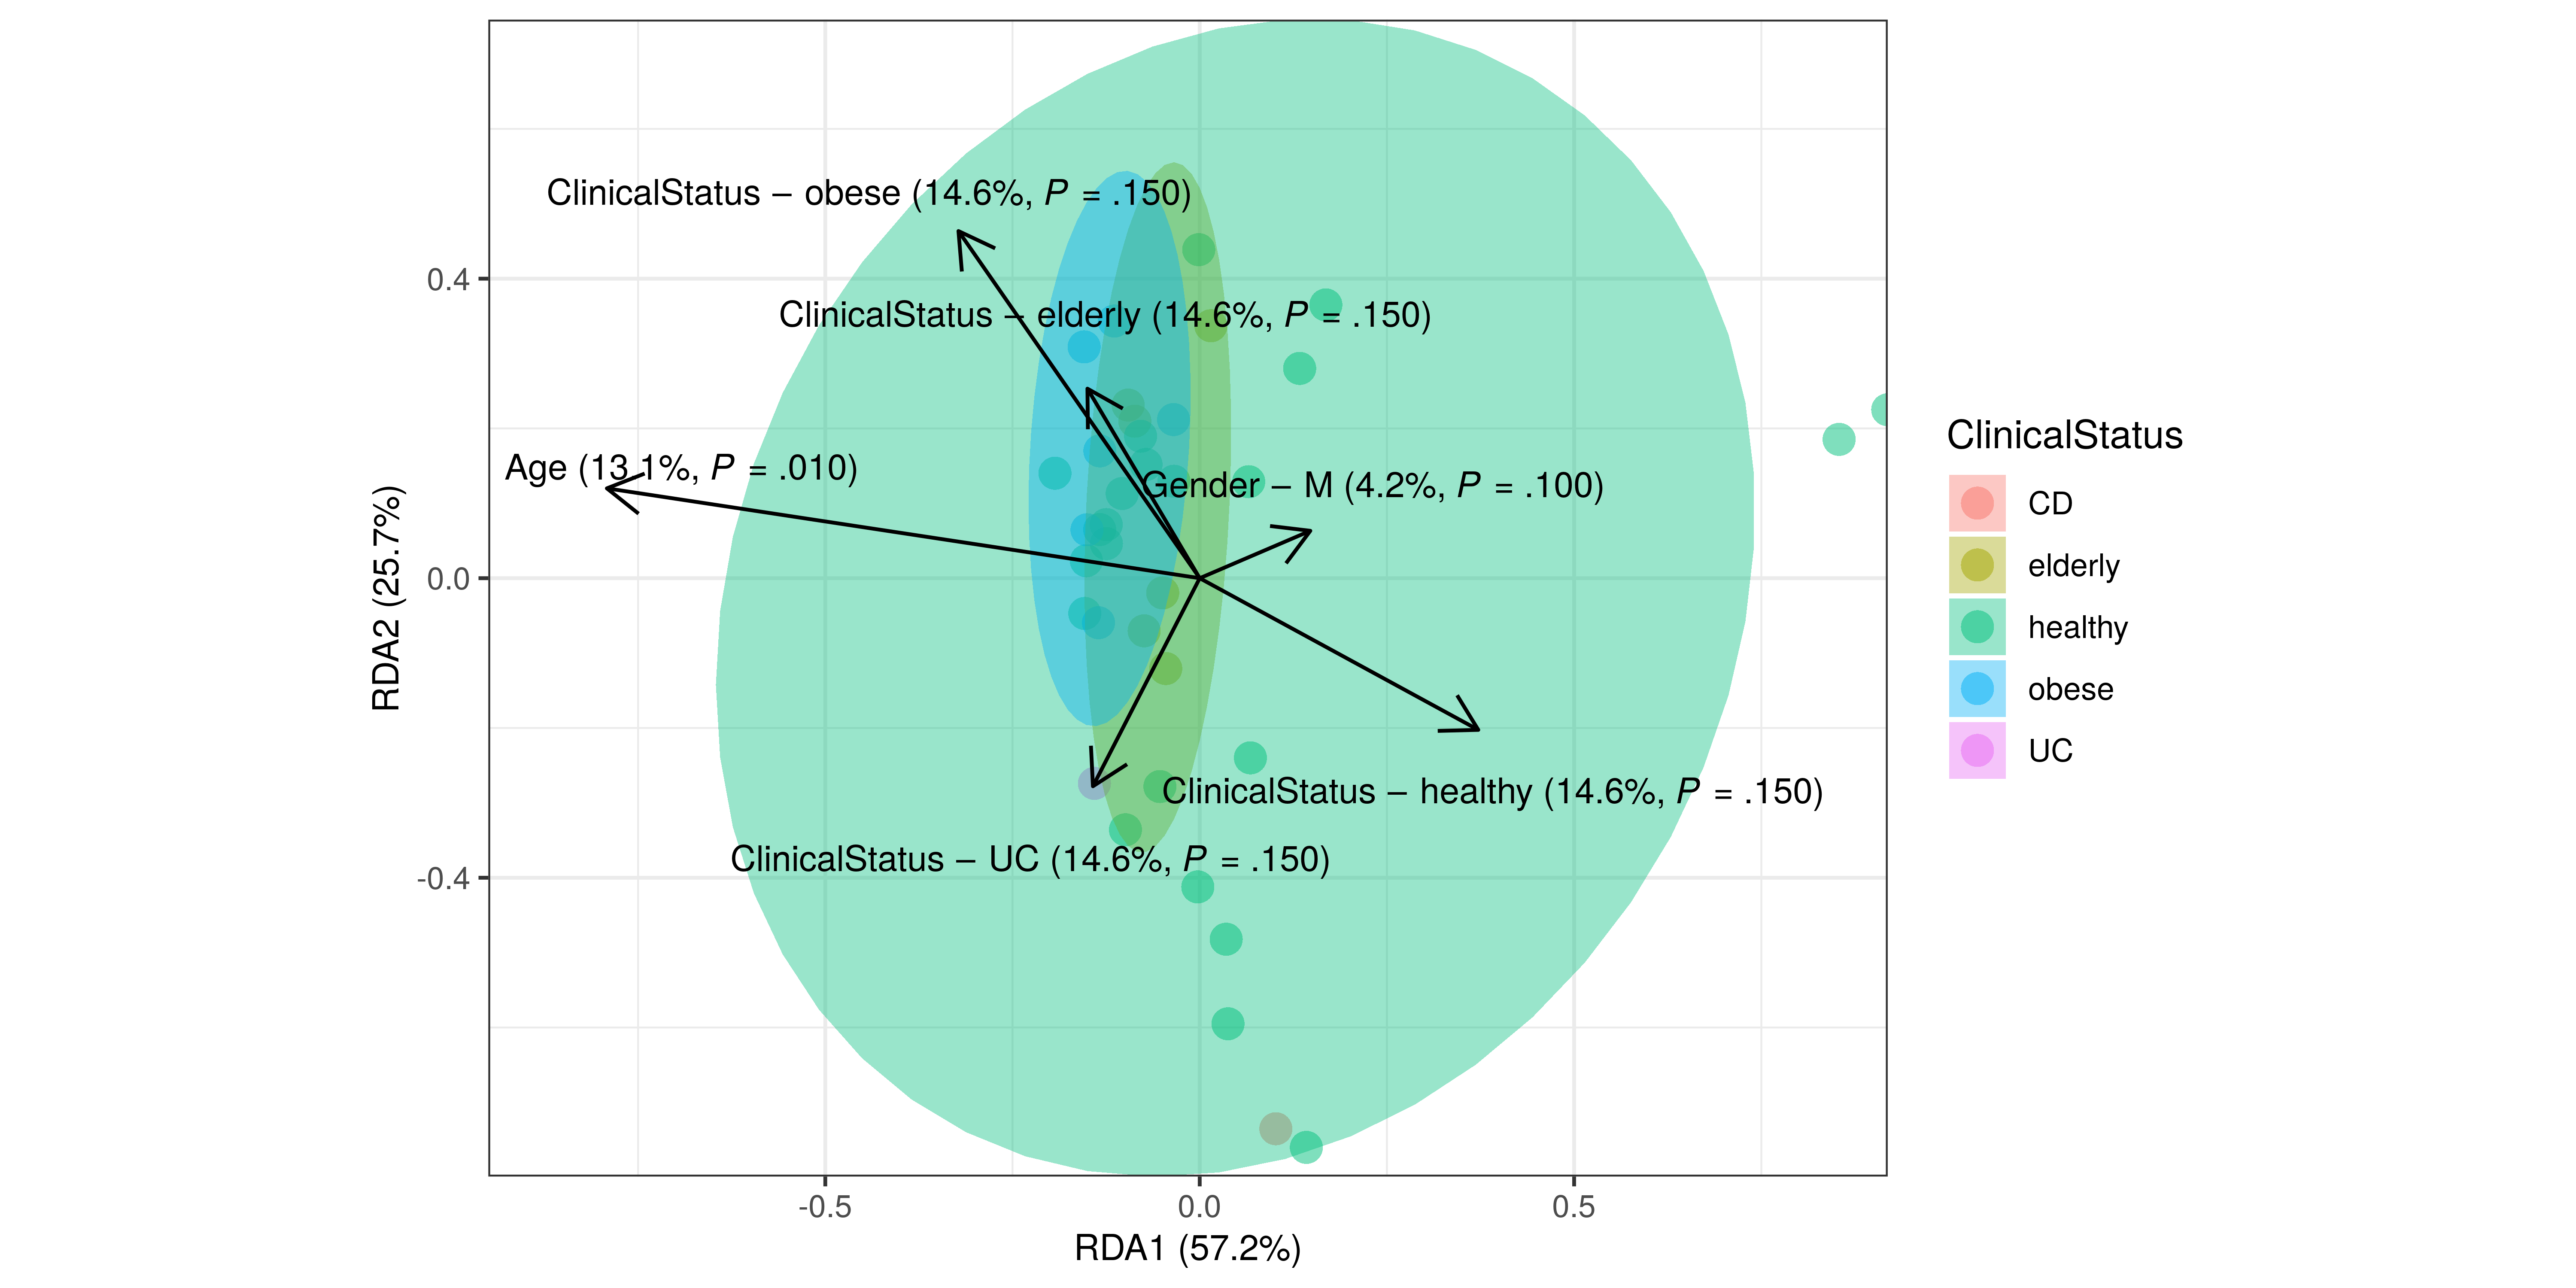 ClinicalStatus – obese (14.6%, P = .150)
ClinicalStatus – elderly (14.6%, P = .150)
Age (13.1%, P = .010)
Gender – M (4.2%, P = .100)
ClinicalStatus – healthy (14.6%, P = .150)
ClinicalStatus – UC (14.6%, P = .150)
0.4
0.0
-0.4
RDA2 (25.7%)
-0.5
0.0
0.5
RDA1 (57.2%)
ClinicalStatus
CD
elderly
healthy
obese
UC